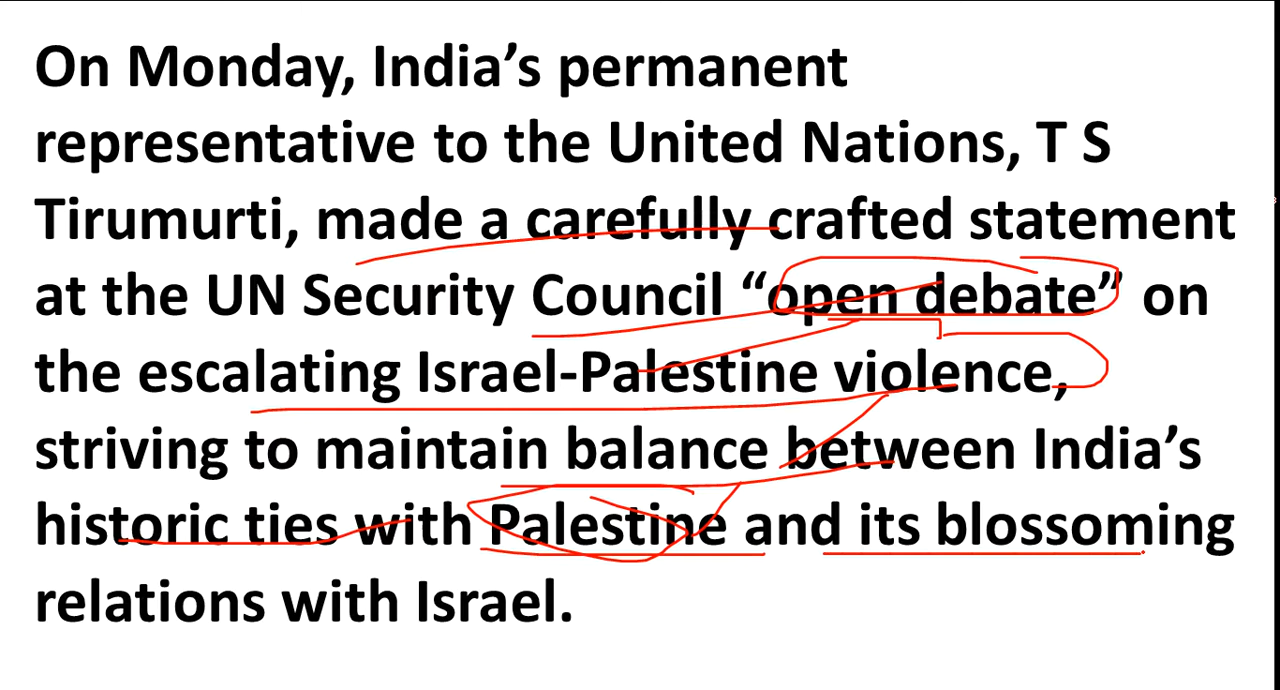 On Monday, India’s permanent
representative to the United Nations, T S
Tirumurti, made a carefully crafted statement
at the UN Security Council “open debate” on
the escalating Israel-Palestine violence,
striving to maintain balance between India’s
historic ties with Palestine and its blossoming
relations with Israel.